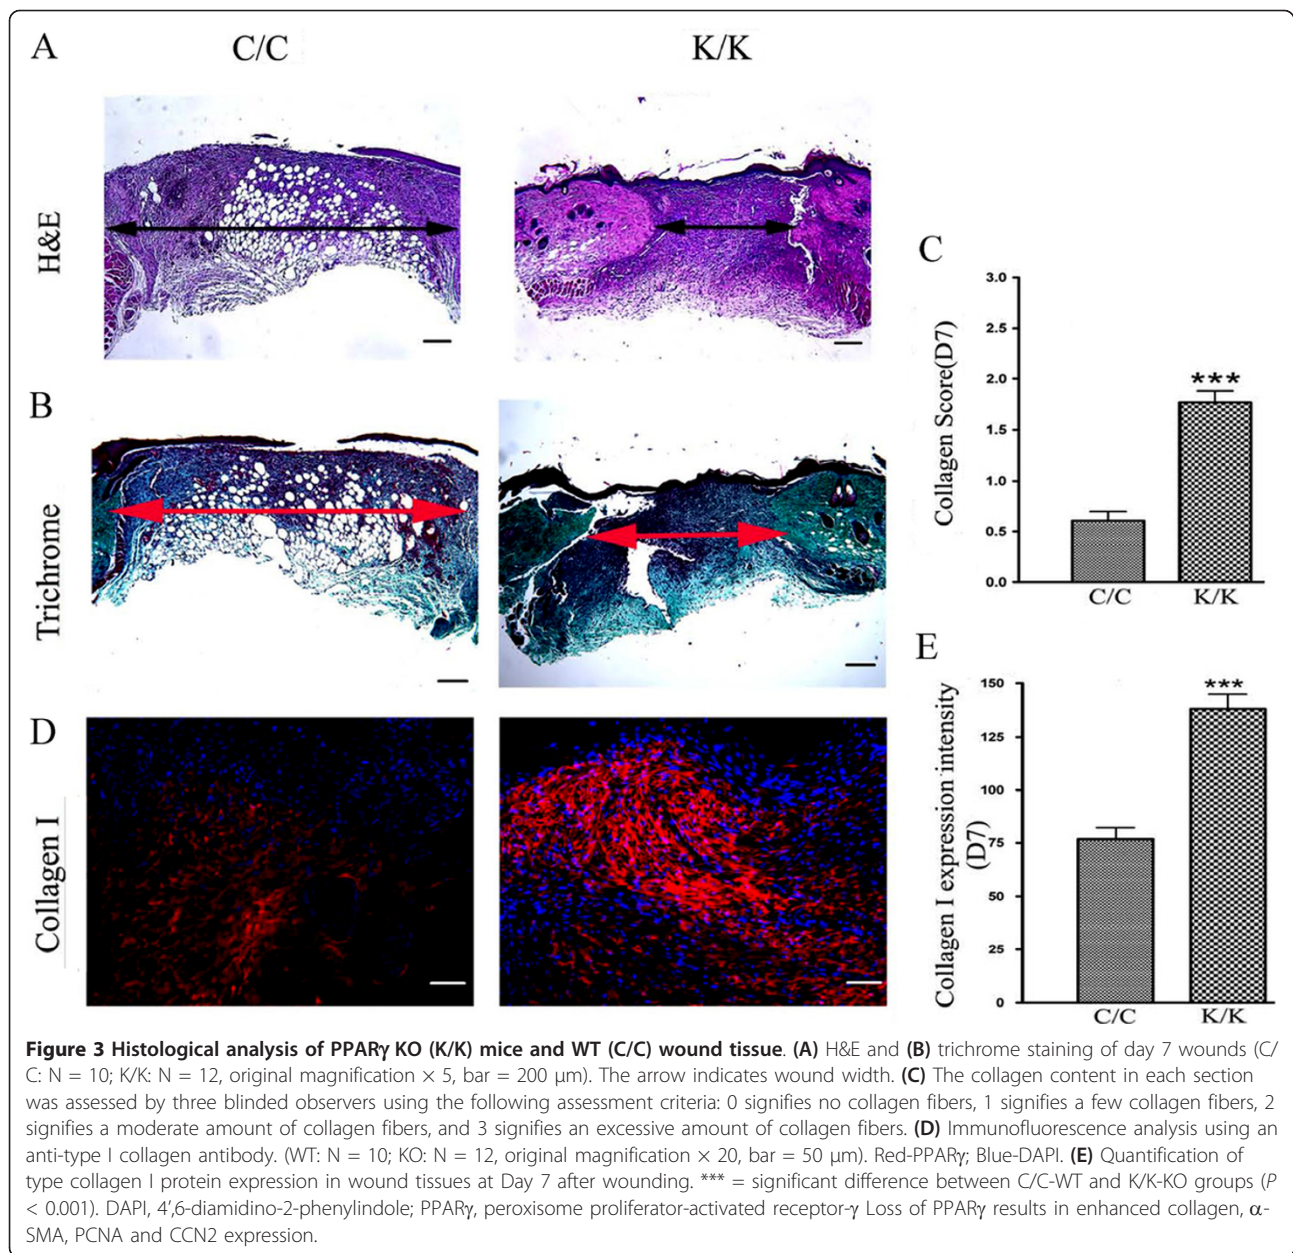 A
C/C
K/K
H&E
B
Trichrome
C
Collagen Score(D7)
3.0
2.5
2.0
1.5
1.0
0.5
0.0
***
C/C
K/K
D
Collagen I
E
Collagen I expression intensity
(D7)
150
125
100
75
50
25
0
***
C/C
K/K
Figure 3 Histological analysis of PPARγ KO (K/K) mice and WT (C/C) wound tissue. (A) H&E and (B) trichrome staining of day 7 wounds (C/
C: N = 10; K/K: N = 12, original magnification × 5, bar = 200 μm). The arrow indicates wound width. (C) The collagen content in each section
was assessed by three blinded observers using the following assessment criteria: 0 signifies no collagen fibers, 1 signifies a few collagen fibers, 2
signifies a moderate amount of collagen fibers, and 3 signifies an excessive amount of collagen fibers. (D) Immunofluorescence analysis using an
anti-type I collagen antibody. (WT: N = 10; KO: N = 12, original magnification × 20, bar = 50 μm). Red-PPARγ; Blue-DAPI. (E) Quantification of
type collagen I protein expression in wound tissues at Day 7 after wounding. *** = significant difference between C/C-WT and K/K-KO groups (P
< 0.001). DAPI, 4′,6-diamidino-2-phenylindole; PPARγ, peroxisome proliferator-activated receptor-γ Loss of PPARγ results in enhanced collagen, α-
SMA, PCNA and CCN2 expression.